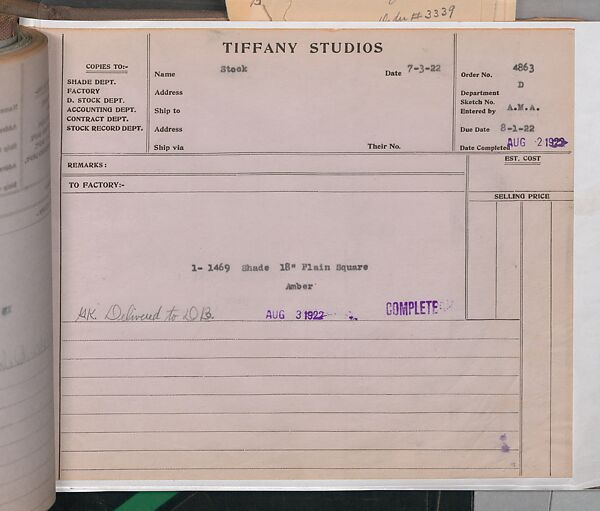 Order # 3339
TIFFANY STUDIOS
COPIES TO:-
SHADE DEPT.
FACTORY
D. STOCK DEPT.
ACCOUNTING DEPT.
CONTRACT DEPT.
STOCK RECORD DEPT.
Name Stock Date 7-3-22
Address
Ship to
Address
Ship via Their No.
Order No. 4863
Department D
Sketch No.
Entered by A.M.A.
Due Date 8-1-22
Date Completed AUG 2 1922
REMARKS:
EST. COST
TO FACTORY:-
SELLING PRICE
1- 1469 Shade 18" Plain Square
Amber
Delivered to DB. AUG 3 1922 COMPLETE